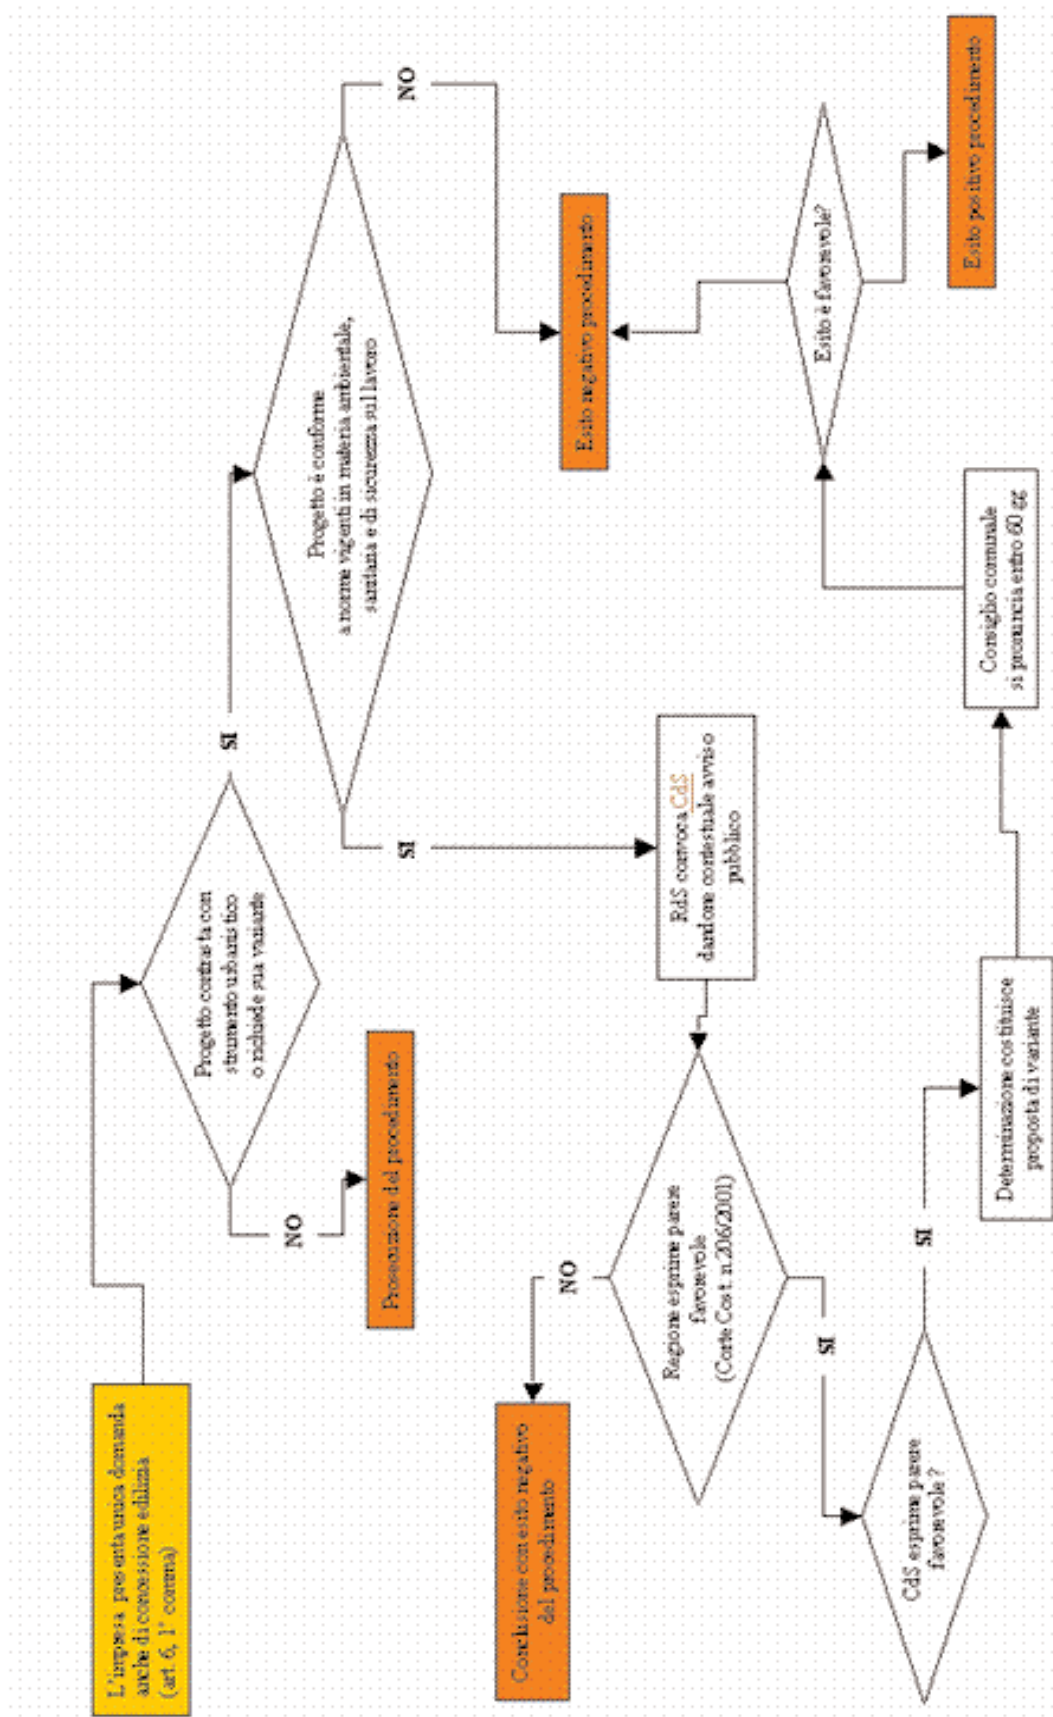 L'impresa presenta unica domanda
anche di concessione edilizia
(art. 6, 1° comma)
Progetto contrasta con
strumento urbanistico
o richiede sua variante
NO
Prosecuzione del procedimento
SI
Progetto è conforme
a norme vigenti in materia ambientale,
sanitaria e di sicurezza sul lavoro
NO
Esito negativo procedimento
SI
RdS convoca CdS
dandone contestuale avviso
pubblico
Regione esprime parere
favorevole
(Corte Cost. n.206/2001)
NO
Conclusione con esito negativo
del procedimento
SI
CdS esprime parere
favorevole ?
SI
Determinazione costituisce
proposta di variante
Consiglio comunale
si pronuncia entro 60 gg
Esito è favorevole?
Esito positivo procedimento